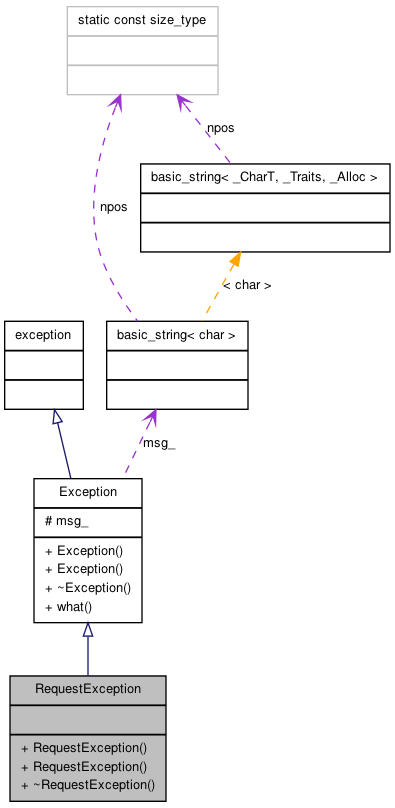 static const size_type
npos
basic_string< _CharT, _Traits, _Alloc >
npos
< char >
exception
basic_string< char >
msg_
Exception
# msg_
+ Exception()
+ Exception()
+ ~Exception()
+ what()
RequestException
+ RequestException()
+ RequestException()
+ ~RequestException()